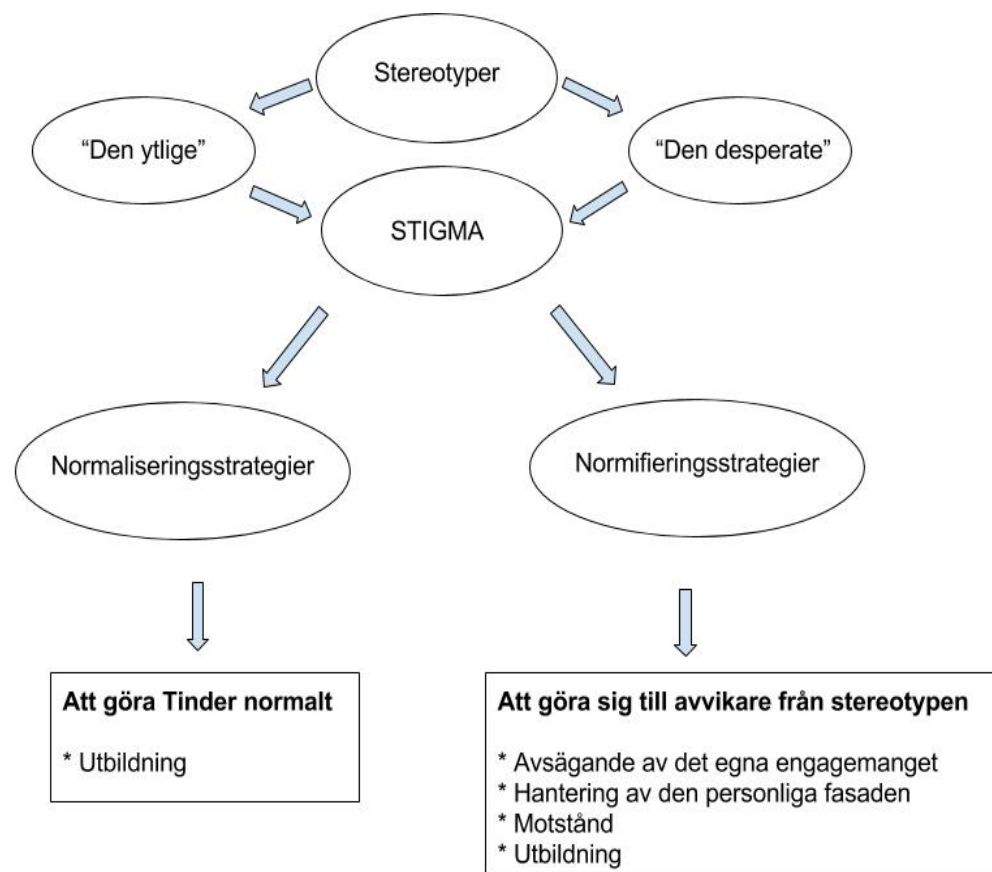 Stereotyper
“Den ytlige”
“Den desperate”
STIGMA
Normaliseringsstrategier
Normifieringsstrategier
Att göra Tinder normalt
* Utbildning
Att göra sig till avvikare från stereotypen
* Avsägande av det egna engagemanget
* Hantering av den personliga fasaden
* Motstånd
* Utbildning